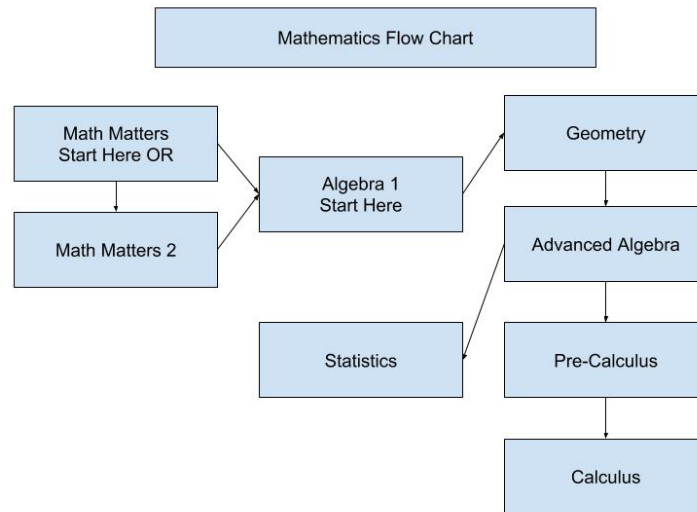 Mathematics Flow Chart
Math Matters
Start Here OR
Math Matters 2
Algebra 1
Start Here
Geometry
Advanced Algebra
Statistics
Pre-Calculus
Calculus